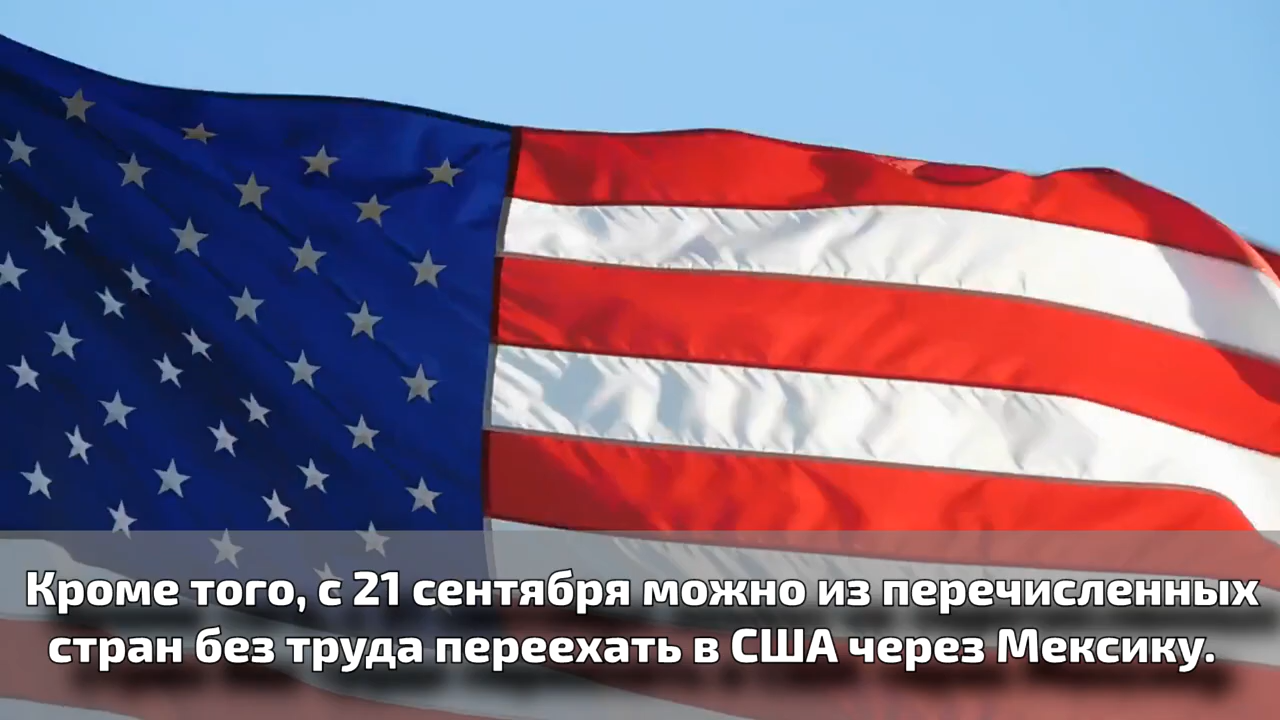 Кроме того, с 21 сентября можно из перечисленных
стран без труда переехать в США через Мексику.